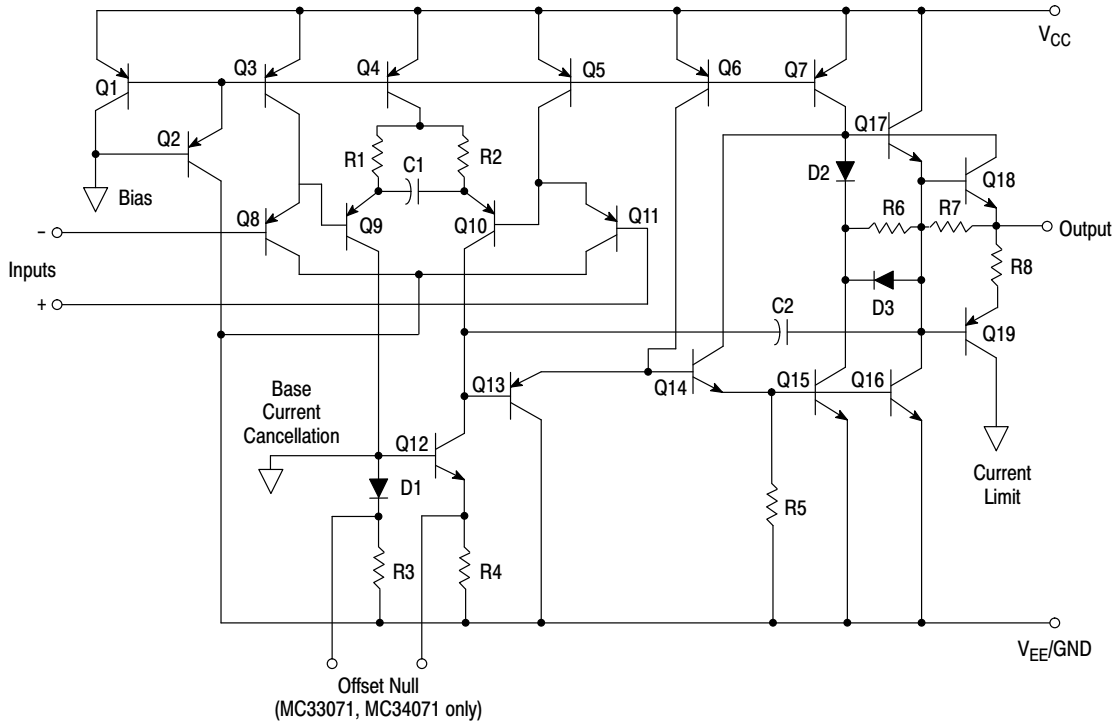 V_CC
Q1
Q3
Q4
Q5
Q6
Q7
Q2
Q17
Bias
R1
C1
R2
D2
Q18
–
Q8
Q9
Q10
Q11
R6
R7
Output
Inputs
+
D3
R8
C2
Q19
Q13
Q14
Q15
Q16
Base
Current
Cancellation
Q12
D1
Current
Limit
R5
R3
R4
V_EE/GND
Offset Null
(MC33071, MC34071 only)